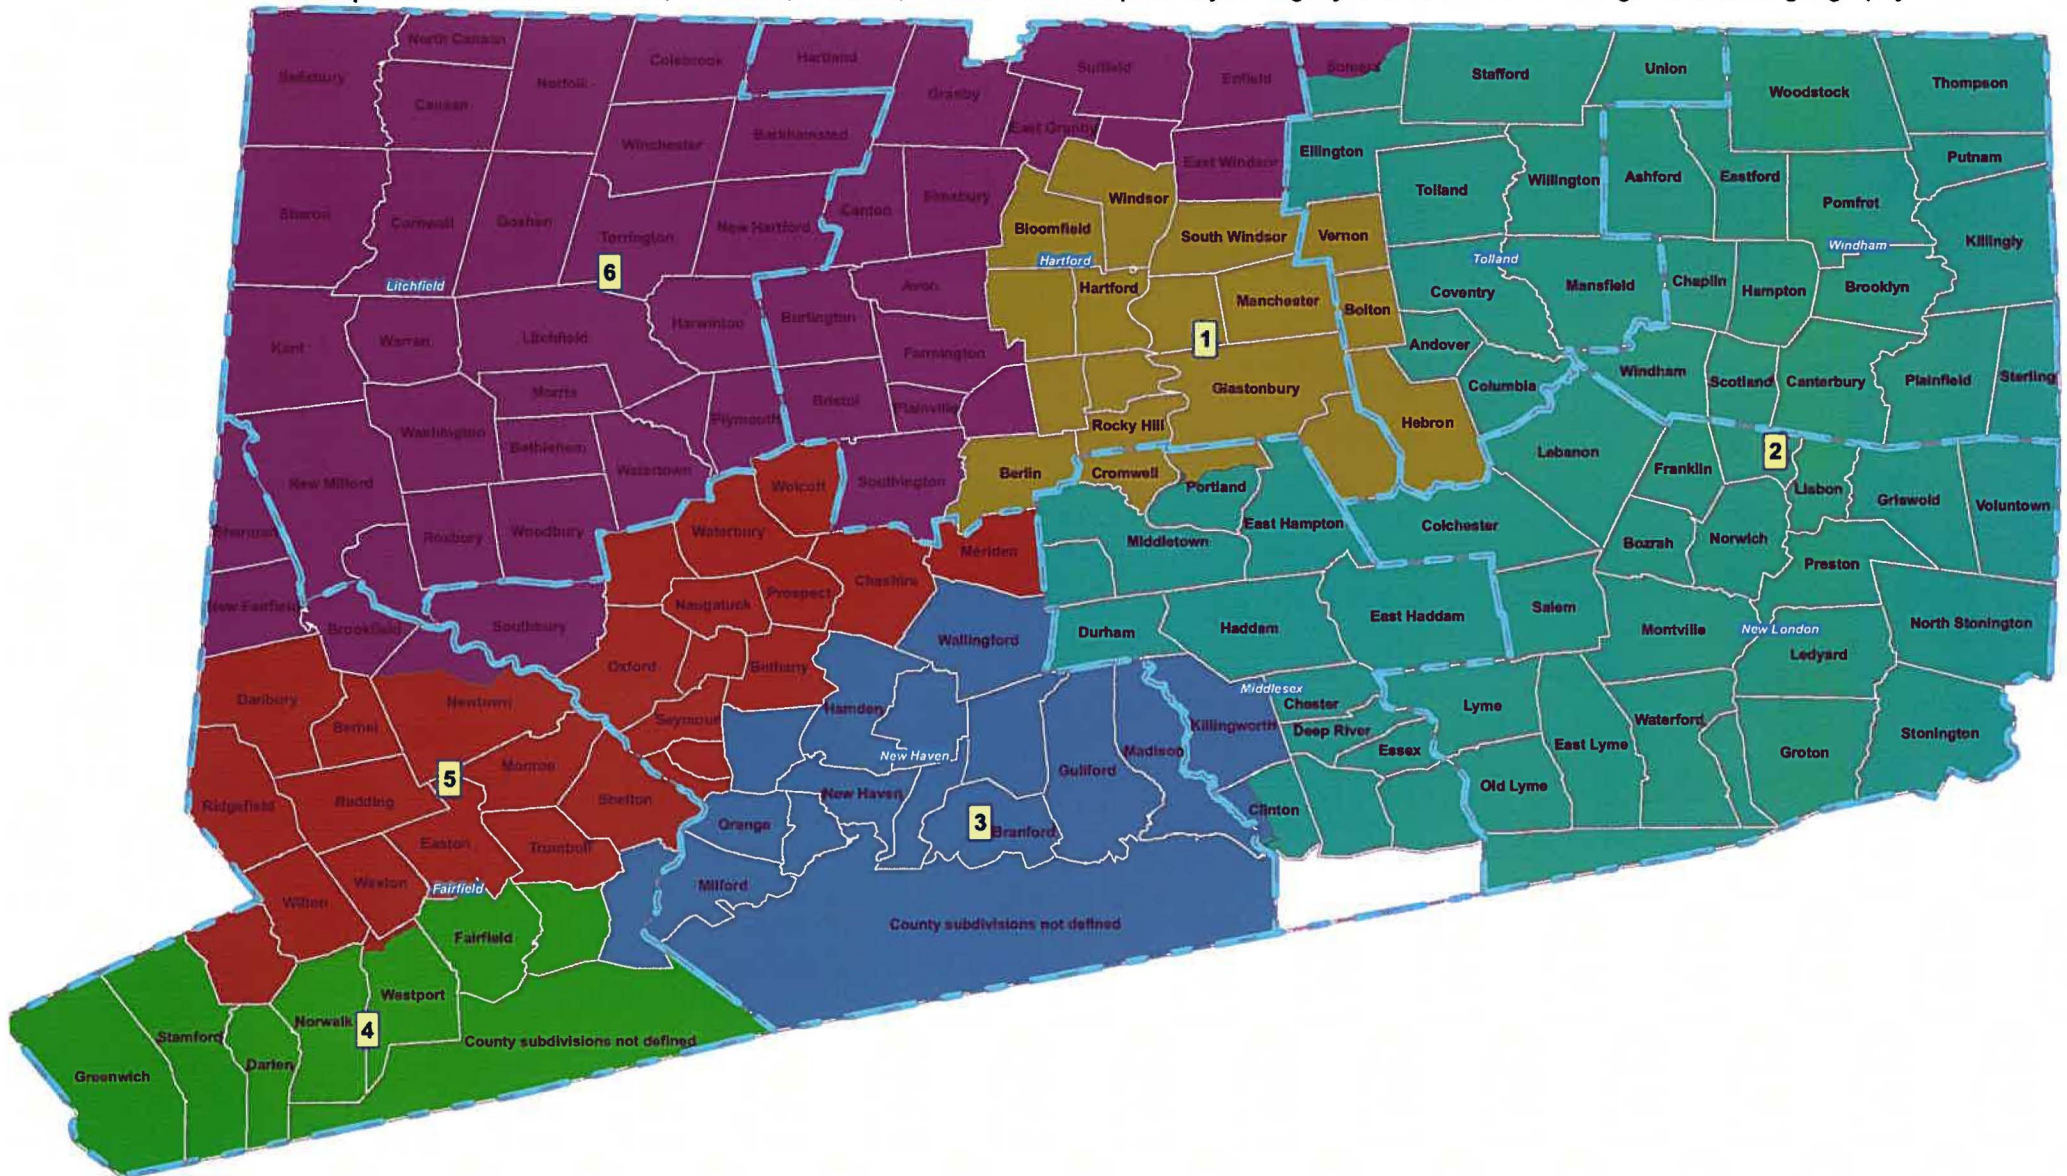 North Canaan
Colebrook
Hartland
Suffield
Salisbury
Norfolk
Granby
Enfield
Somers
Stafford
Union
Woodstock
Thompson
Canaan
Winchester
Barkhamsted
East Granby
East Windsor
Ellington
Tolland
Willington
Ashford
Eastford
Putnam
Pomfret
Sharon
Cornwall
Goshen
Torrington
New Hartford
Canton
Simsbury
Windsor
Bloomfield
South Windsor
Vernon
Killingly
Windham
Hartford
Tolland
Litchfield
6
Avon
Hartford
Manchester
Bolton
Coventry
Mansfield
Chaplin
Hampton
Brooklyn
Kent
Warren
Litchfield
Harwinton
Burlington
Farmington
1
Andover
Windham
Scotland
Canterbury
Plainfield
Sterling
Morris
Plymouth
Bristol
Plainville
Glastonbury
Columbia
Washington
Bethlehem
Watertown
Rocky Hill
Hebron
Lebanon
Franklin
2
New Milford
Wolcott
Southington
Berlin
Cromwell
Portland
Lisbon
Griswold
Voluntown
Sherman
Roxbury
Woodbury
Waterbury
Meriden
Middletown
East Hampton
Colchester
Bozrah
Norwich
Preston
New Fairfield
Brookfield
Southbury
Naugatuck
Prospect
Cheshire
Wallingford
Durham
Haddam
East Haddam
Salem
Montville
New London
Ledyard
North Stonington
Danbury
Bethel
Newtown
Oxford
Bethany
Seymour
Hamden
Middlesex
Killingworth
Chester
Deep River
Essex
Lyme
East Lyme
Waterford
Groton
Stonington
5
Monroe
New Haven
Guilford
Madison
Old Lyme
Ridgefield
Redding
Shelton
New Haven
Clinton
Orange
3
Branford
Easton
Trumbull
Weston
Fairfield
Wilton
Milford
County subdivisions not defined
Fairfield
Westport
Norwalk
4
Stamford
Darien
County subdivisions not defined
Greenwich